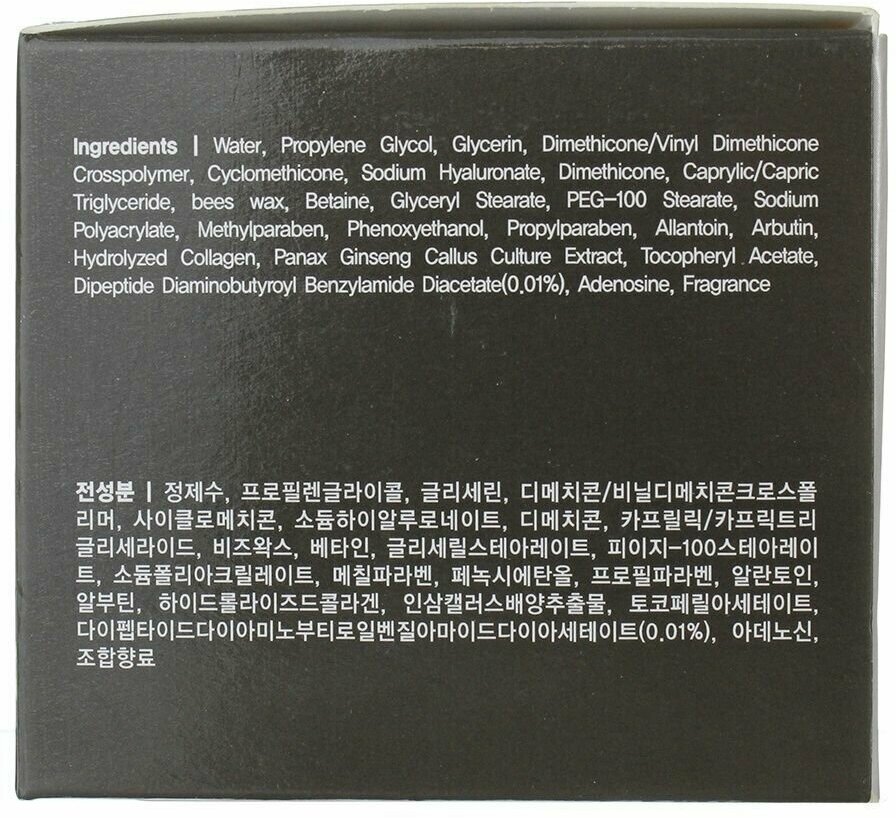 Ingredients | Water, Propylene Glycol, Glycerin, Dimethicone/Vinyl Dimethicone
Crosspolymer, Cyclomethicone, Sodium Hyaluronate, Dimethicone, Caprylic/Capric
Triglyceride, bees wax, Betaine, Glyceryl Stearate, PEG-100 Stearate, Sodium
Polyacrylate, Methylparaben, Phenoxyethanol, Propylparaben, Allantoin, Arbutin,
Hydrolyzed Collagen, Panax Ginseng Callus Culture Extract, Tocopheryl Acetate,
Dipeptide Diaminobutyroyl Benzylamide Diacetate(0.01%), Adenosine, Fragrance
전성분 | 정제수, 프로필렌글라이콜, 글리세린, 디메치콘/비닐디메치콘크로스폴
리머, 사이클로메치콘, 소듐하이알루로네이트, 디메치콘, 카프릴릭/카프릭트리
글리세라이드, 비즈왁스, 베타인, 글리세릴스테아레이트, 피이지-100스테아레이
트, 소듐폴리아크릴레이트, 메칠파라벤, 페녹시에탄올, 프로필파라벤, 알란토인,
알부틴, 하이드롤라이즈드콜라겐, 인삼캘러스배양추출물, 토코페릴아세테이트,
다이펩타이드다이아미노부티로일벤질아마이드다이아세테이트(0.01%), 아데노신,
조합향료